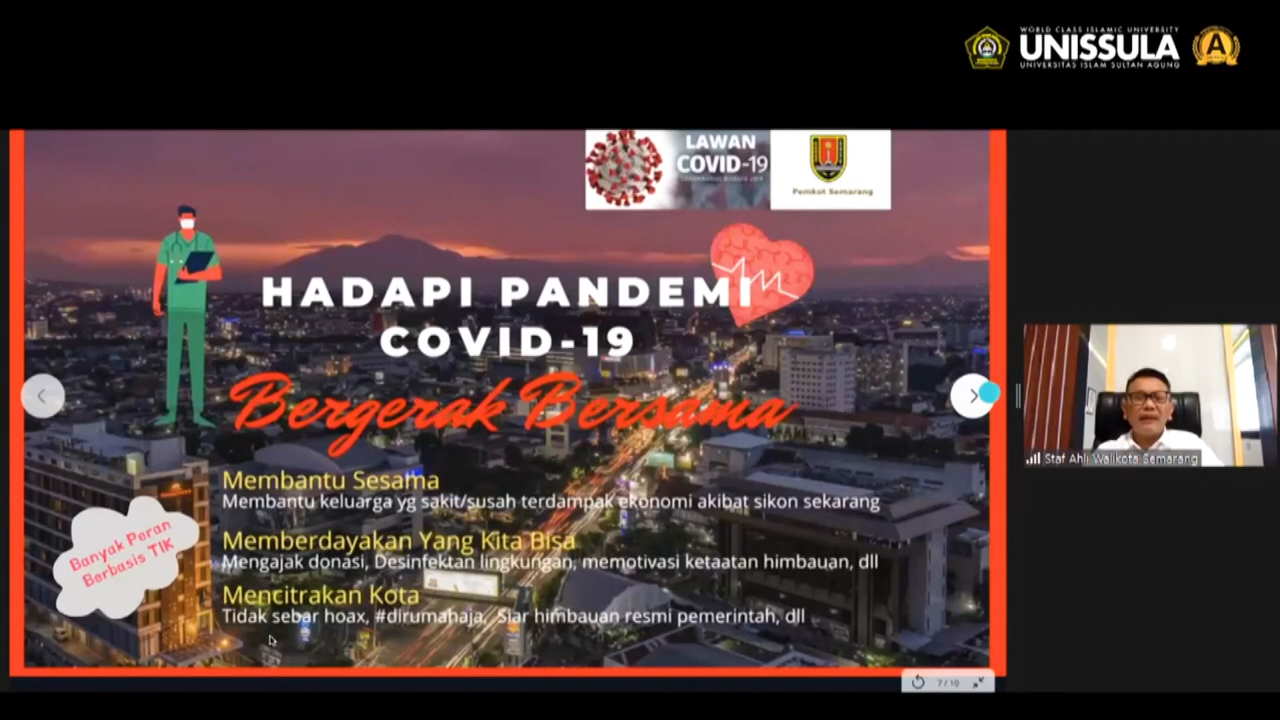 WORLD CLASS ISLAMIC UNIVERSITY
UNISSULA
UNIVERSITAS ISLAM SULTAN AGUNG
A
LAWAN
COVID-19
Pemkot Semarang
HADAPI PANDEMI
COVID-19
Bergerak Bersama
Membantu Sesama
Membantu keluarga yg sakit/susah terdampak ekonomi akibat sikon sekarang
Memberdayakan Yang Kita Bisa
Mengajak donasi, Desinfektan lingkungan, memotivasi ketaatan himbauan, dll
Mencitrakan Kota
Tidak sebar hoax, #dirumahaja, Siar himbauan resmi pemerintah, dll
Banyak Peran
Berbasis TIK
Staf Ahli Walikota Semarang
7 / 10